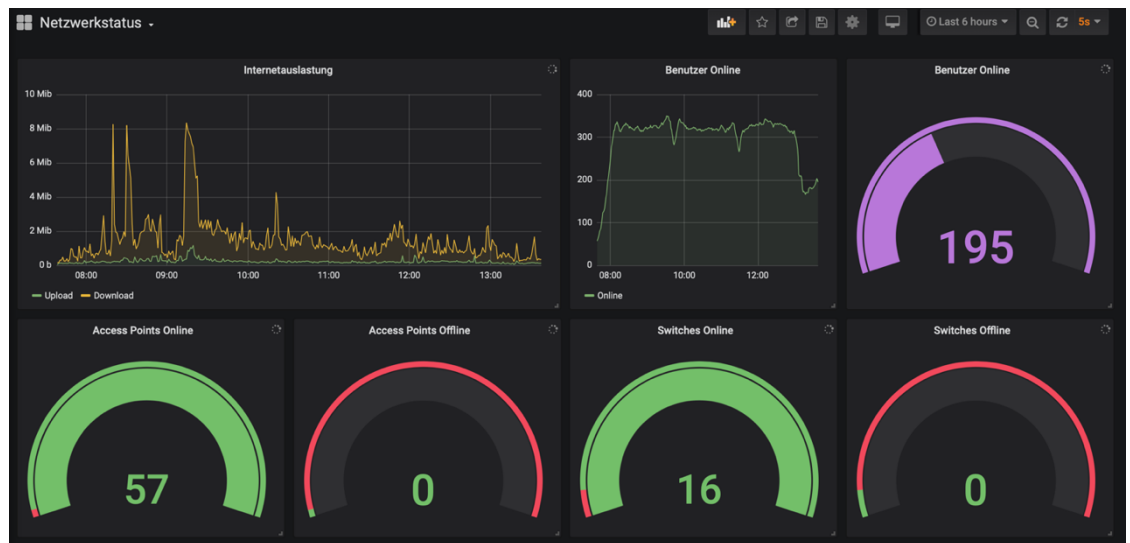 Netzwerkstatus
Last 6 hours
5s
Internetauslastung
10 Mib
8 Mib
6 Mib
4 Mib
2 Mib
0 b
08:00 09:00 10:00 11:00 12:00 13:00
Upload Download
Benutzer Online
400
300
200
100
0
08:00 10:00 12:00
Online
Benutzer Online
195
Access Points Online
57
Access Points Offline
0
Switches Online
16
Switches Offline
0